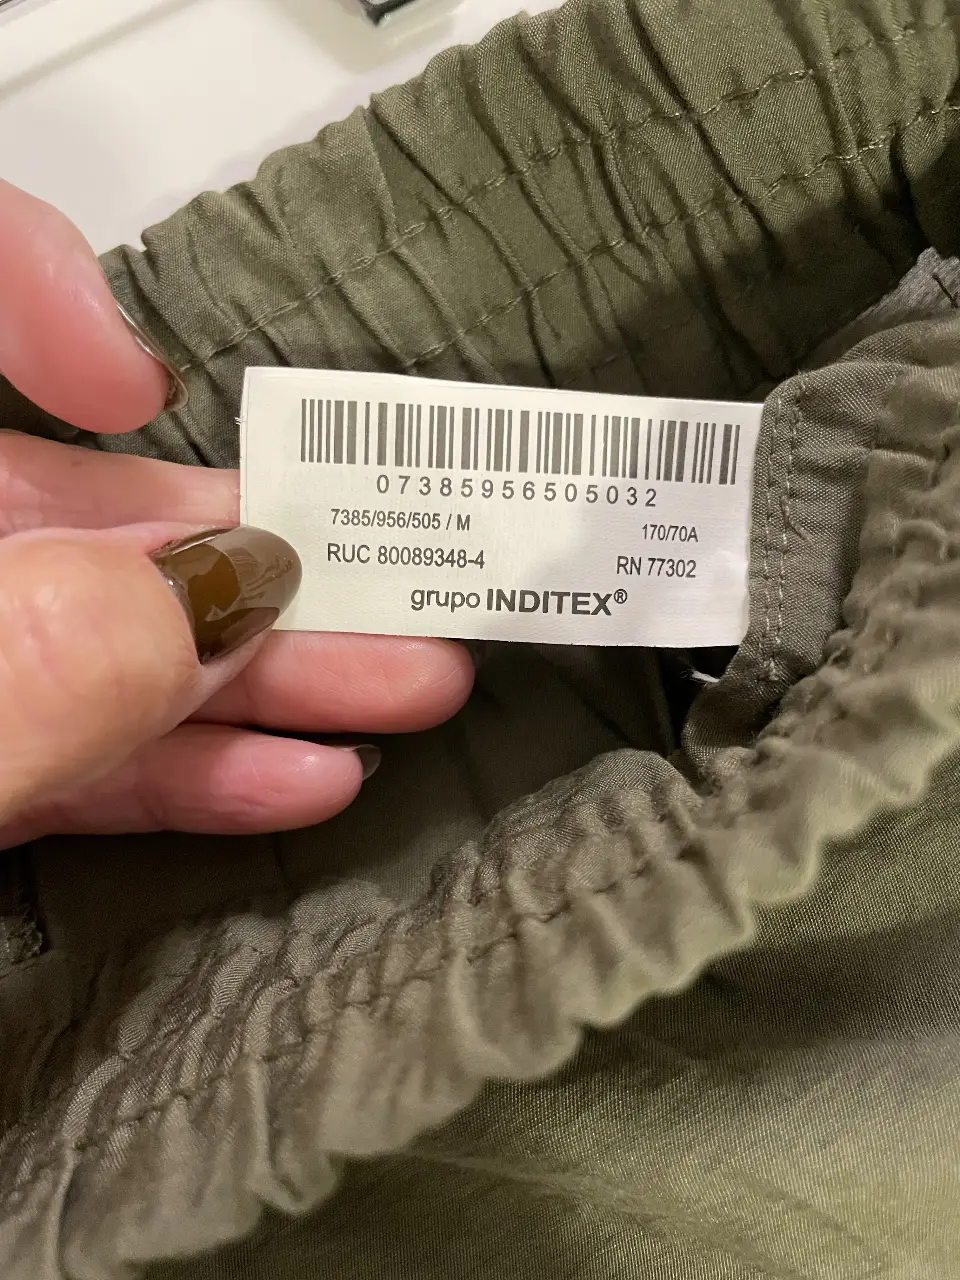 07385956505032
7385/956/505 / M
170/70A
RUC 80089348-4
RN 77302
grupo INDITEX®